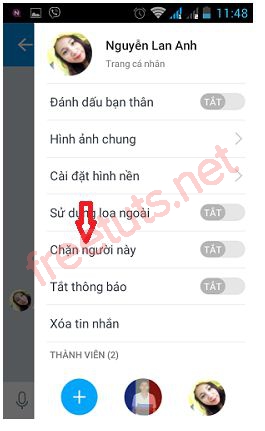 11:48
Nguyễn Lan Anh
Trang cá nhân
Đánh dấu bạn thân
TẮT
Hình ảnh chung
Cài đặt hình nền
Sử dụng loa ngoài
TẮT
Chặn người này
TẮT
Tắt thông báo
TẮT
Xóa tin nhắn
THÀNH VIÊN (2)
freetuts.net